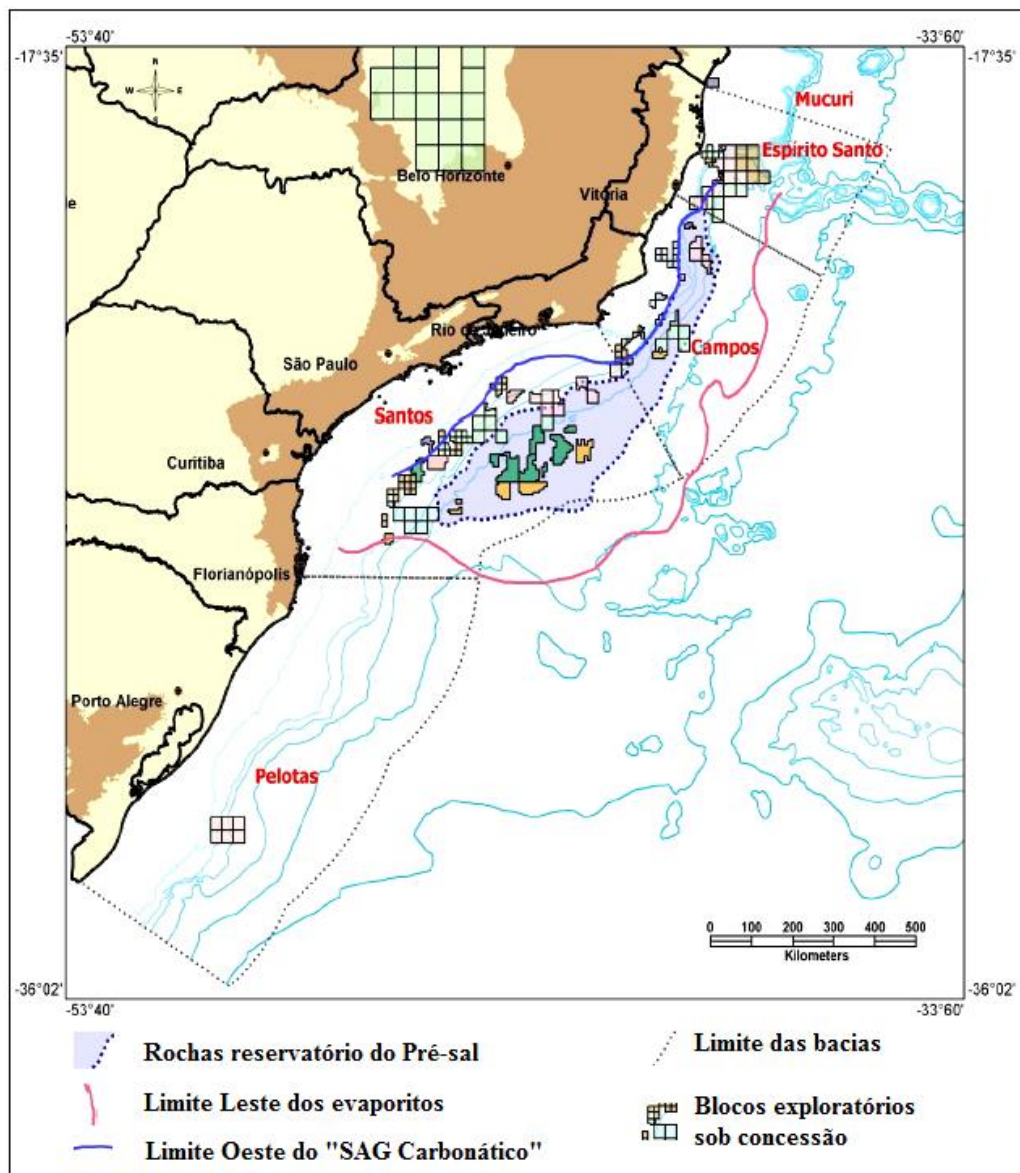 -53°40'
-33°60'
-17°35'
-17°35'
N
W E
S
Mucuri
Espírito Santo
Belo Horizonte
Vitória
e
Rio de Janeiro
Campos
São Paulo
Santos
Curitiba
Florianópolis
Porto Alegre
Pelotas
0 100 200 300 400 500
Kilometers
-36°02'
-36°02'
-53°40'
-33°60'
Rochas reservatório do Pré-sal
Limite das bacias
Limite Leste dos evaporitos
Blocos exploratórios
sob concessão
Limite Oeste do "SAG Carbonático"